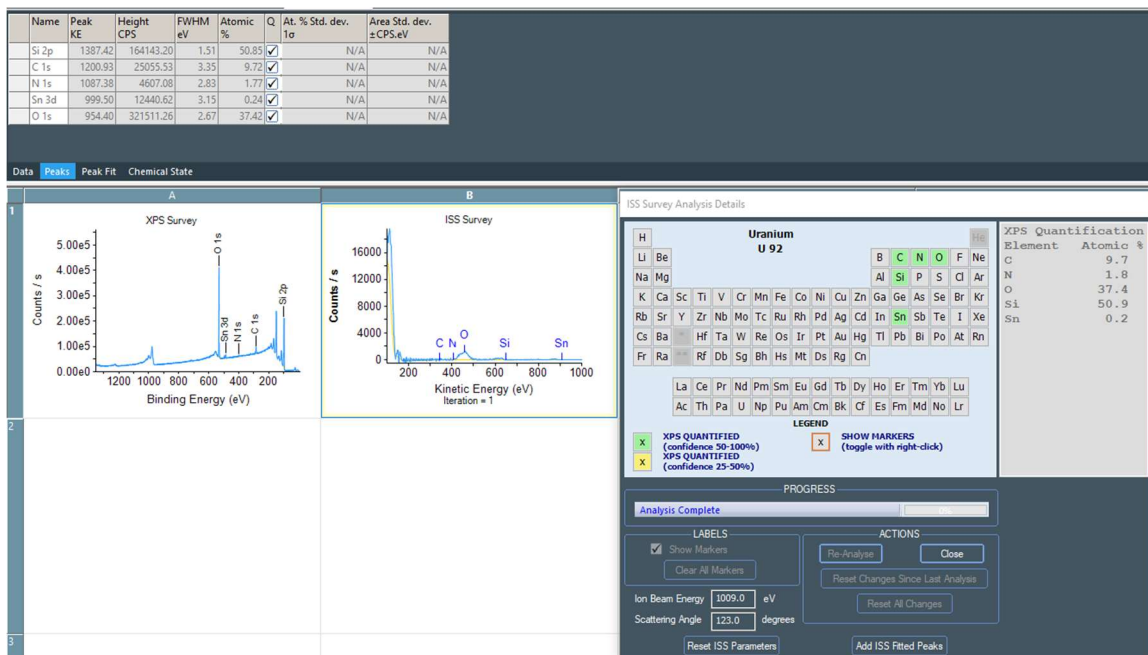 Name Peak KE Height CPS FWHM eV Atomic % Q At. % Std. dev. 1σ Area Std. dev. ±CPS.eV
Si 2p 1387.42 164143.20 1.51 50.85 N/A N/A
C 1s 1200.93 25055.53 3.35 9.72 N/A N/A
N 1s 1087.38 4607.08 2.83 1.77 N/A N/A
Sn 3d 999.50 12440.62 3.15 0.24 N/A N/A
O 1s 954.40 321511.26 2.67 37.42 N/A N/A
Data Peaks Peak Fit Chemical State
A B
1
2
3
XPS Survey
Counts / s
5.00e5
4.00e5
3.00e5
2.00e5
1.00e5
0.00e0
O 1s
Sn 3d
N 1s
C 1s
Si 2p
1200 1000 800 600 400 200
Binding Energy (eV)
ISS Survey
Counts / s
16000
12000
8000
4000
0
C N O Si Sn
200 400 600 800 1000
Kinetic Energy (eV)
Iteration = 1
ISS Survey Analysis Details
Uranium
U 92
H He
Li Be B C N O F Ne
Na Mg Al Si P S Cl Ar
K Ca Sc Ti V Cr Mn Fe Co Ni Cu Zn Ga Ge As Se Br Kr
Rb Sr Y Zr Nb Mo Tc Ru Rh Pd Ag Cd In Sn Sb Te I Xe
Cs Ba Hf Ta W Re Os Ir Pt Au Hg Tl Pb Bi Po At Rn
Fr Ra Rf Db Sg Bh Hs Mt Ds Rg Cn
La Ce Pr Nd Pm Sm Eu Gd Tb Dy Ho Er Tm Yb Lu
Ac Th Pa U Np Pu Am Cm Bk Cf Es Fm Md No Lr
LEGEND
X XPS QUANTIFIED
(confidence 50-100%)
X XPS QUANTIFIED
(confidence 25-50%)
X SHOW MARKERS
(toggle with right-click)
XPS Quantification
Element Atomic %
C 9.7
N 1.8
O 37.4
Si 50.9
Sn 0.2
PROGRESS
Analysis Complete 0%
LABELS
Show Markers
Clear All Markers
ACTIONS
Re-Analyse Close
Reset Changes Since Last Analysis
Reset All Changes
Ion Beam Energy 1009.0 eV
Scattering Angle 123.0 degrees
Reset ISS Parameters
Add ISS Fitted Peaks